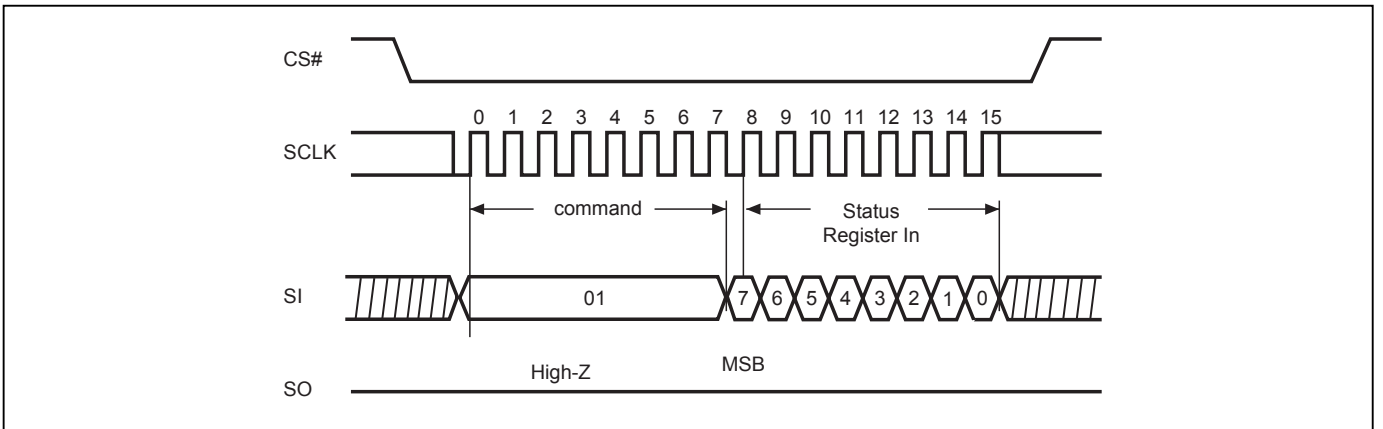 CS#
0 1 2 3 4 5 6 7 8 9 10 11 12 13 14 15
SCLK
command
Status
Register In
SI
01
7 6 5 4 3 2 1 0
High-Z
MSB
SO